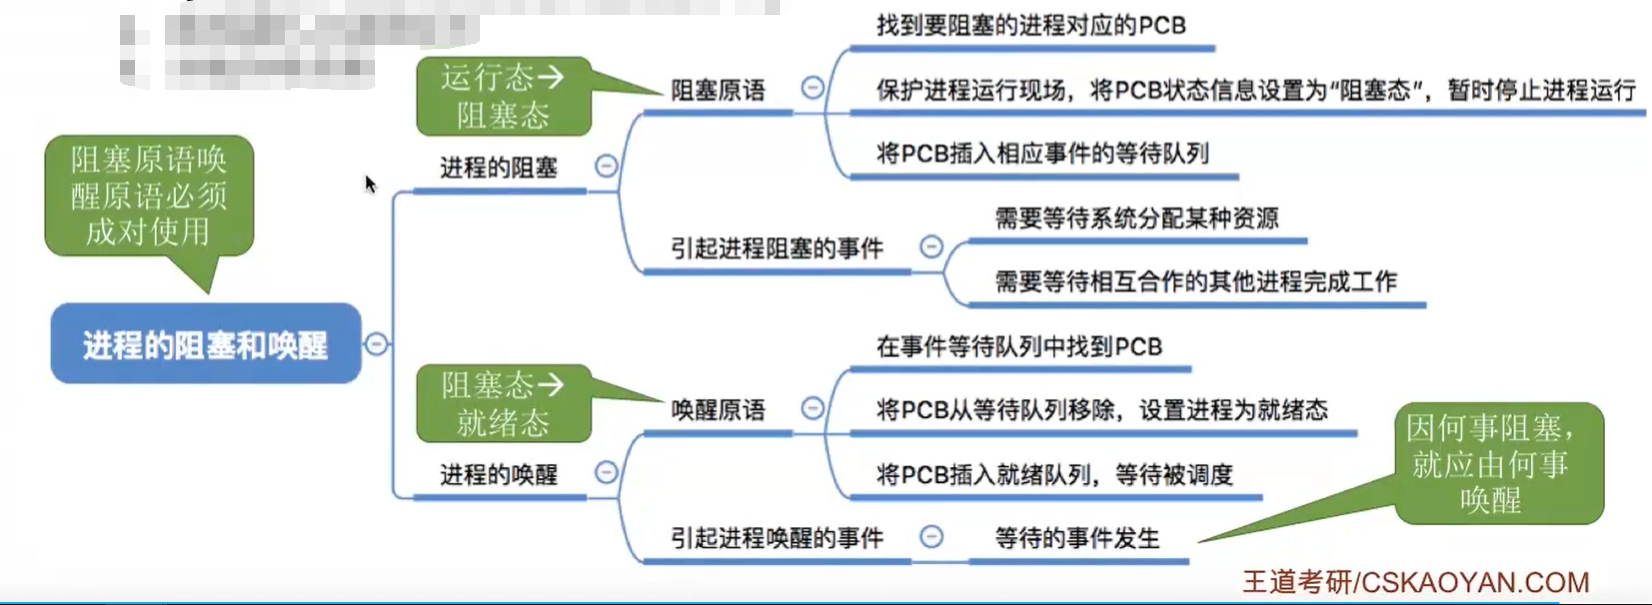 阻塞原语唤
醒原语必须
成对使用
进程的阻塞和唤醒
进程的阻塞
运行态→
阻塞态
阻塞原语
找到要阻塞的进程对应的PCB
保护进程运行现场，将PCB状态信息设置为“阻塞态”，暂时停止进程运行
将PCB插入相应事件的等待队列
引起进程阻塞的事件
需要等待系统分配某种资源
需要等待相互合作的其他进程完成工作
进程的唤醒
阻塞态→
就绪态
唤醒原语
在事件等待队列中找到PCB
将PCB从等待队列移除，设置进程为就绪态
将PCB插入就绪队列，等待被调度
引起进程唤醒的事件
等待的事件发生
因何事阻塞，
就应由何事
唤醒
王道考研/CSKAOYAN.COM